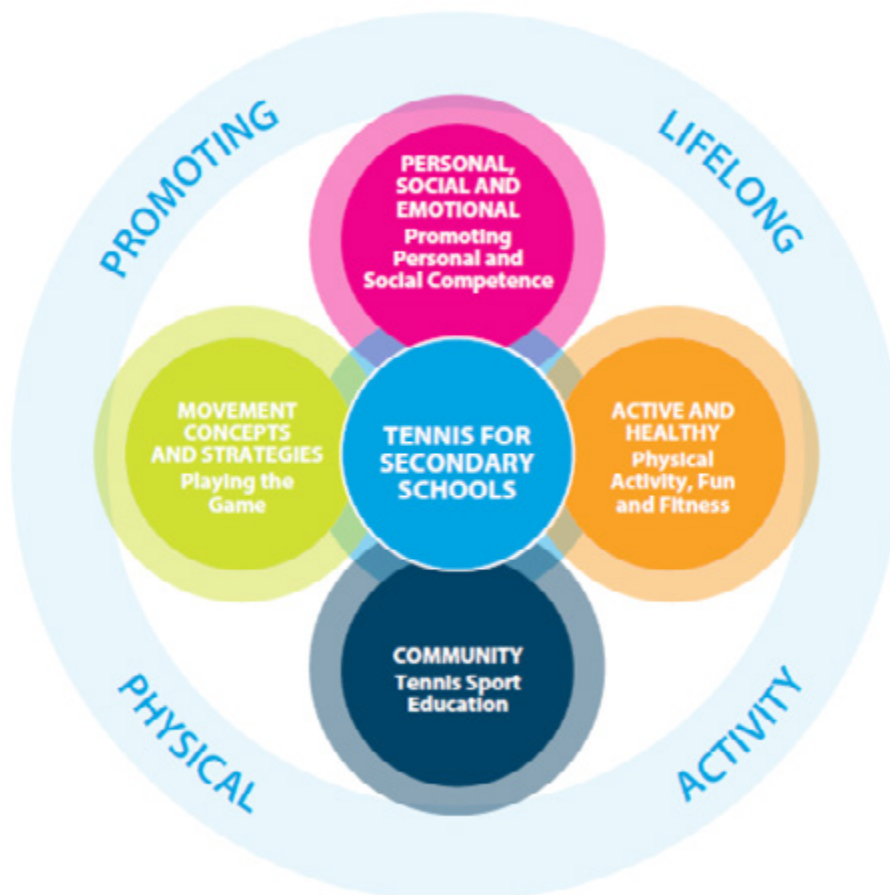 PROMOTING
LIFELONG
PERSONAL,
SOCIAL AND
EMOTIONAL
Promoting
Personal and
Social Competence
MOVEMENT
CONCEPTS
AND STRATEGIES
Playing the
Game
TENNIS FOR
SECONDARY
SCHOOLS
ACTIVE AND
HEALTHY
Physical
Activity, Fun
and Fitness
COMMUNITY
Tennis Sport
Education
PHYSICAL
ACTIVITY